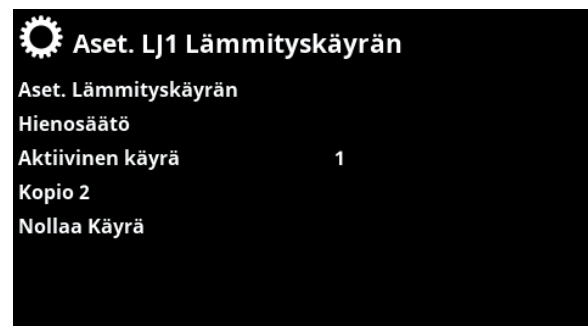 Aset. LJ1 Lämmityskäyrän
Aset. Lämmityskäyrän
Hienosäätö
Aktiivinen käyrä 1
Kopio 2
Nollaa Käyrä